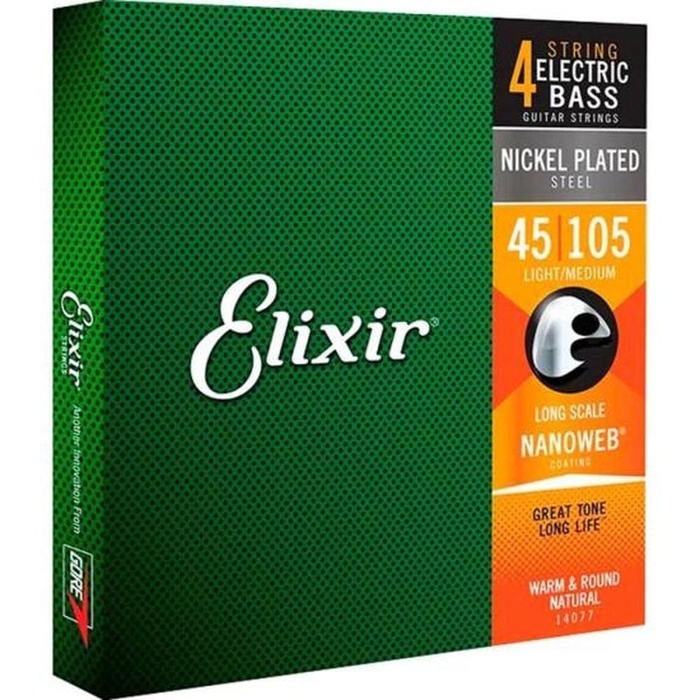 4 STRING
ELECTRIC
BASS
GUITAR STRINGS
NICKEL PLATED
STEEL
45|105
LIGHT/MEDIUM
Elixir®
LONG SCALE
NANOWEB®
COATING
GREAT TONE
LONG LIFE™
WARM & ROUND
NATURAL
14077
Elixir
STRINGS
Another Innovation From
GORE